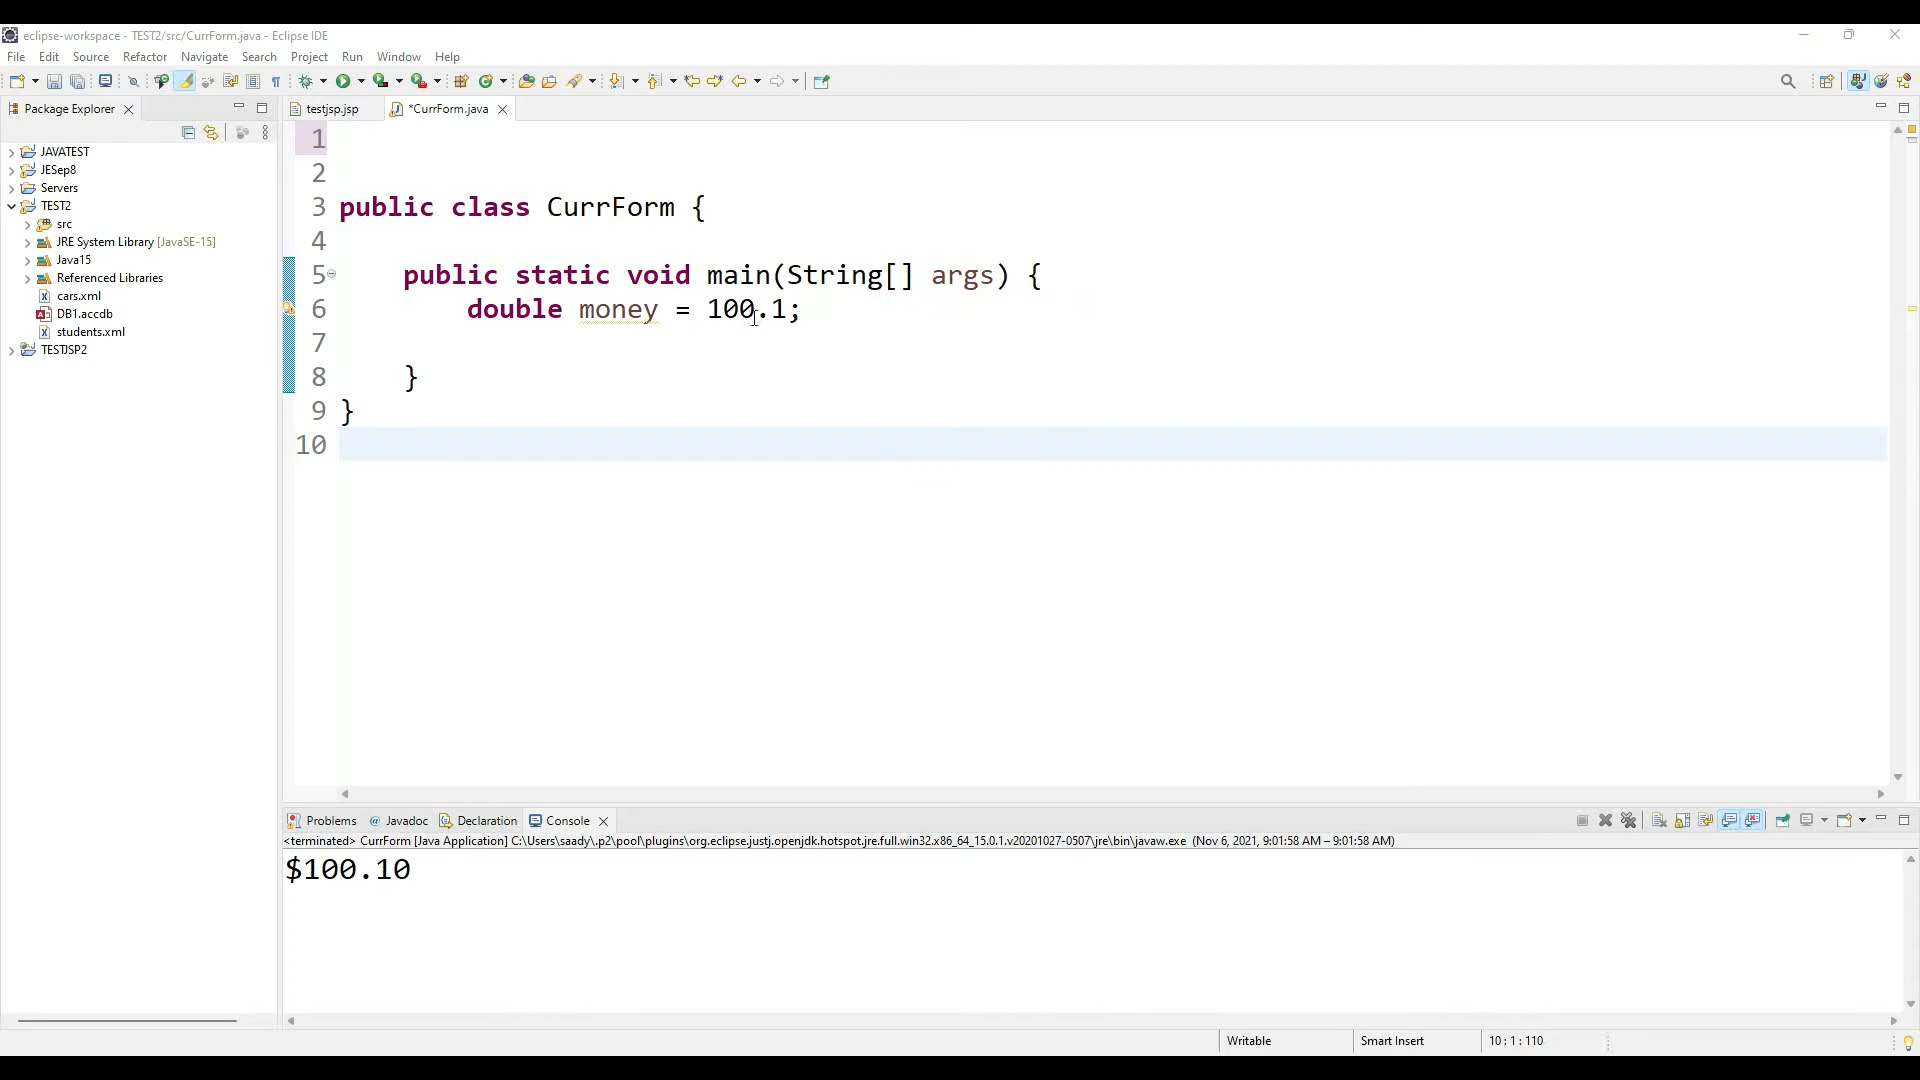 eclipse-workspace - TEST2/src/CurrForm.java - Eclipse IDE
File Edit Source Refactor Navigate Search Project Run Window Help
Package Explorer
testjsp.jsp
*CurrForm.java
JAVATEST
JESep8
Servers
TEST2
src
JRE System Library [JavaSE-15]
Java15
Referenced Libraries
cars.xml
DB1.accdb
students.xml
TESTJSP2
1
2
3 public class CurrForm {
4
5 public static void main(String[] args) {
6 double money = 100.1;
7
8 }
9 }
10
Problems @ Javadoc Declaration Console
<terminated> CurrForm [Java Application] C:\Users\saady\.p2\pool\plugins\org.eclipse.justj.openjdk.hotspot.jre.full.win32.x86_64_15.0.1.v20201027-0507\jre\bin\javaw.exe (Nov 6, 2021, 9:01:58 AM – 9:01:58 AM)
$100.10
Writable Smart Insert 10 : 1 : 110